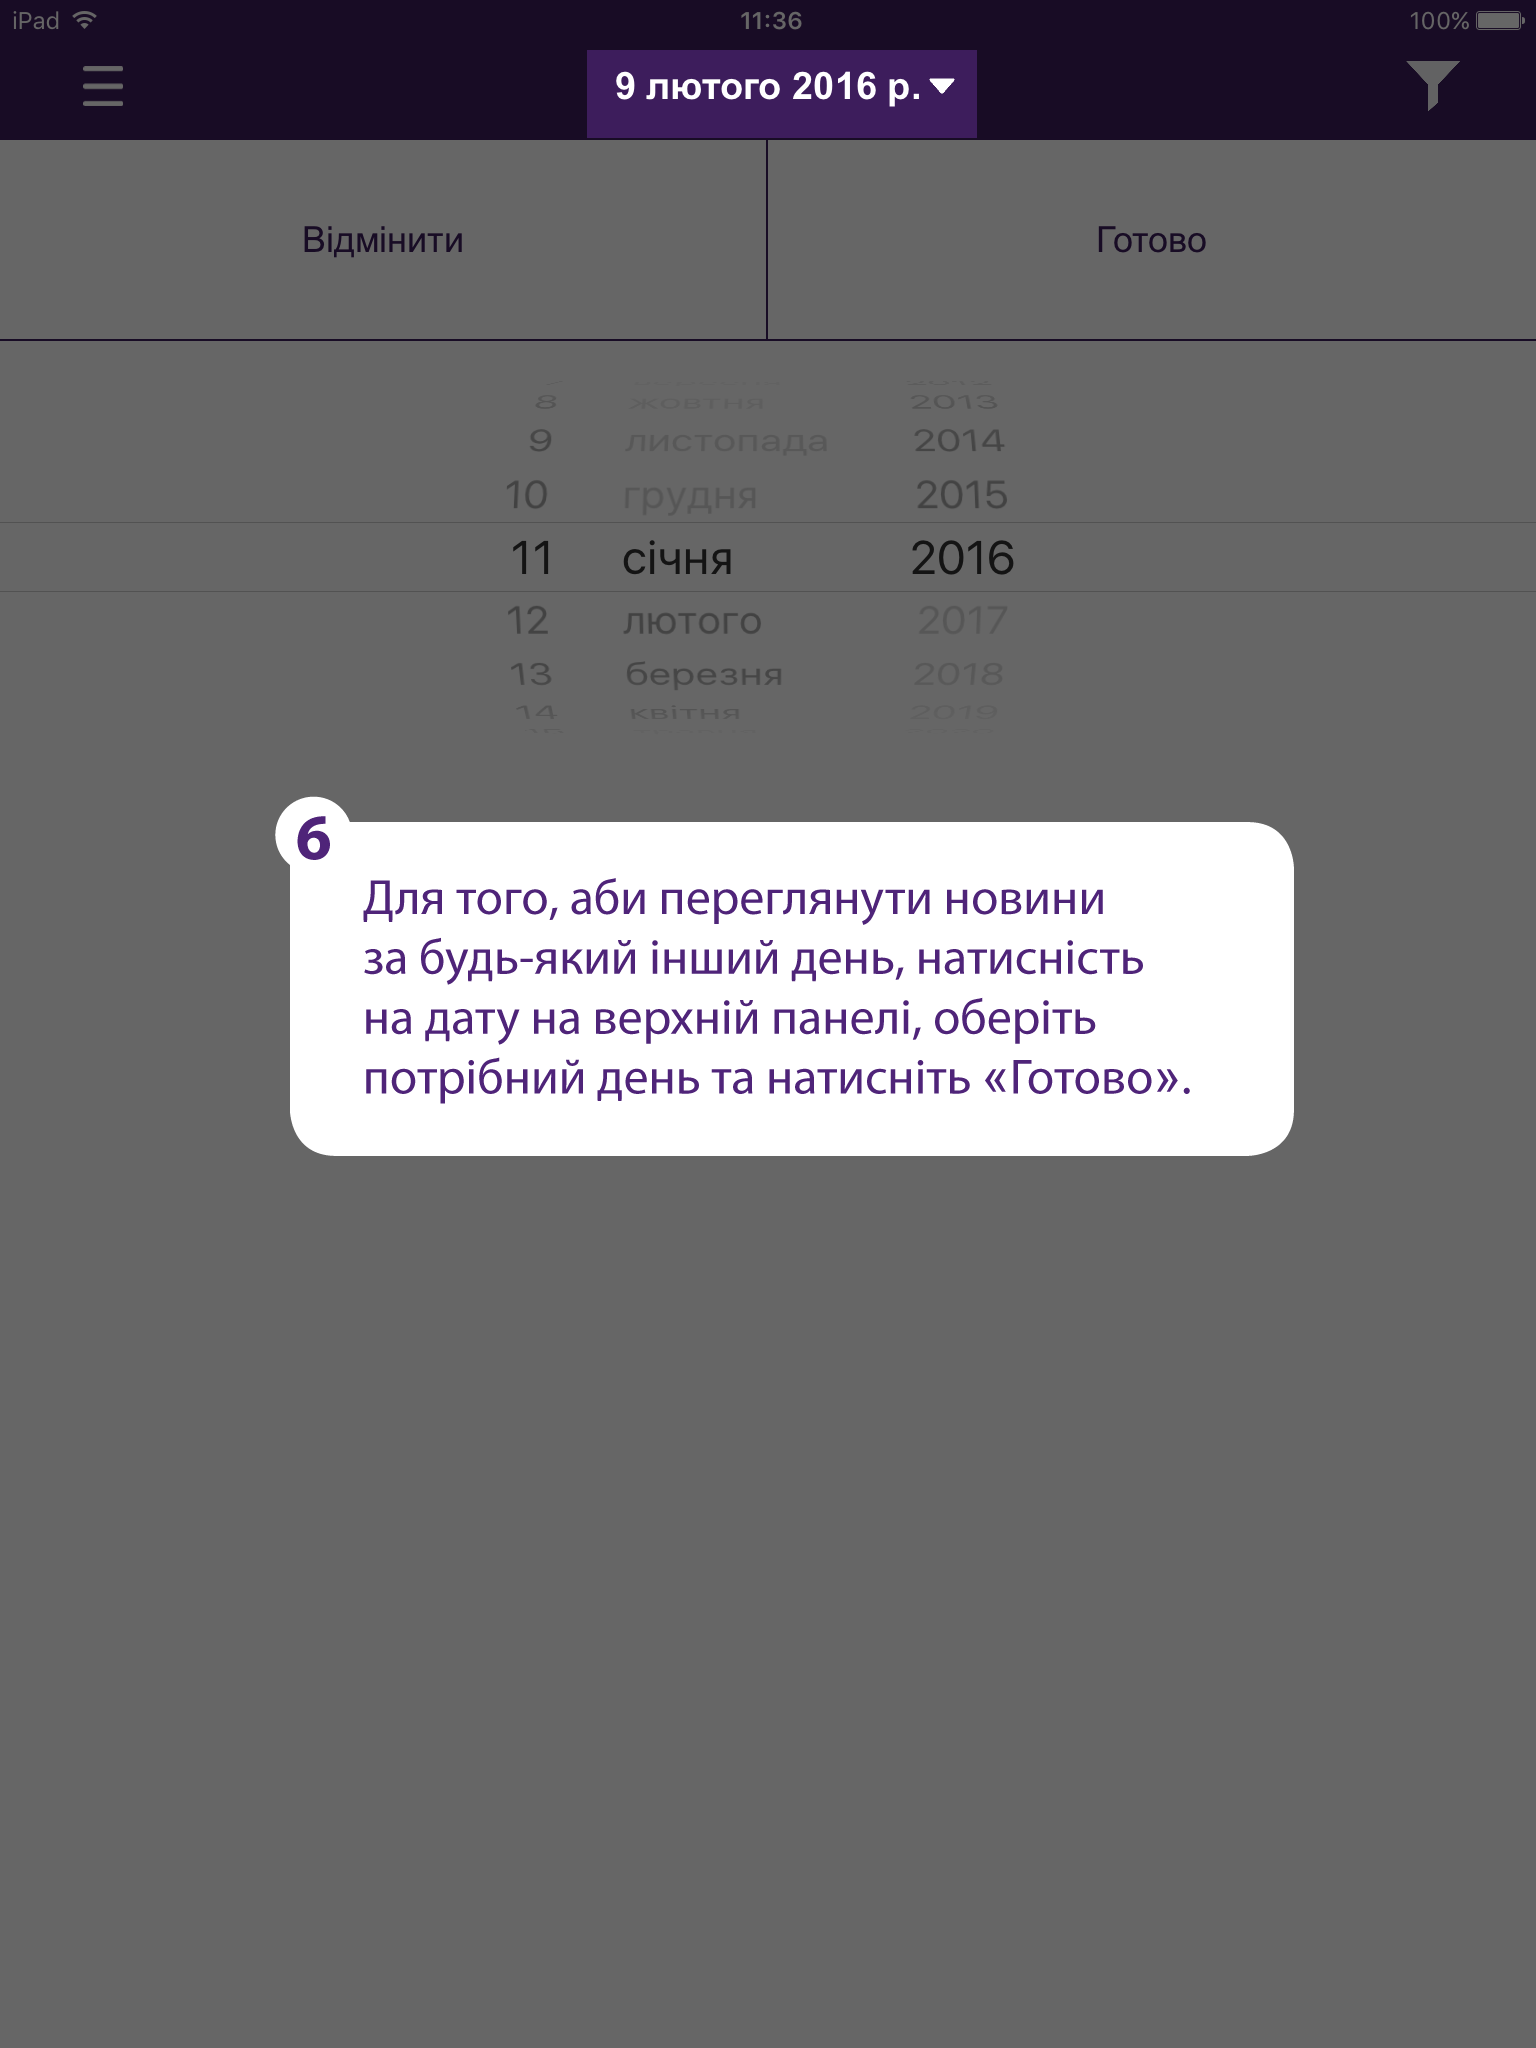 iPad 11:36 100%
9 лютого 2016 р.
Відмінити Готово
8 жовтня 2013
9 листопада 2014
10 грудня 2015
11 січня 2016
12 лютого 2017
13 березня 2018
14 квітня 2019
6
Для того, аби переглянути новини
за будь-який інший день, натисність
на дату на верхній панелі, оберіть
потрібний день та натисніть «Готово».